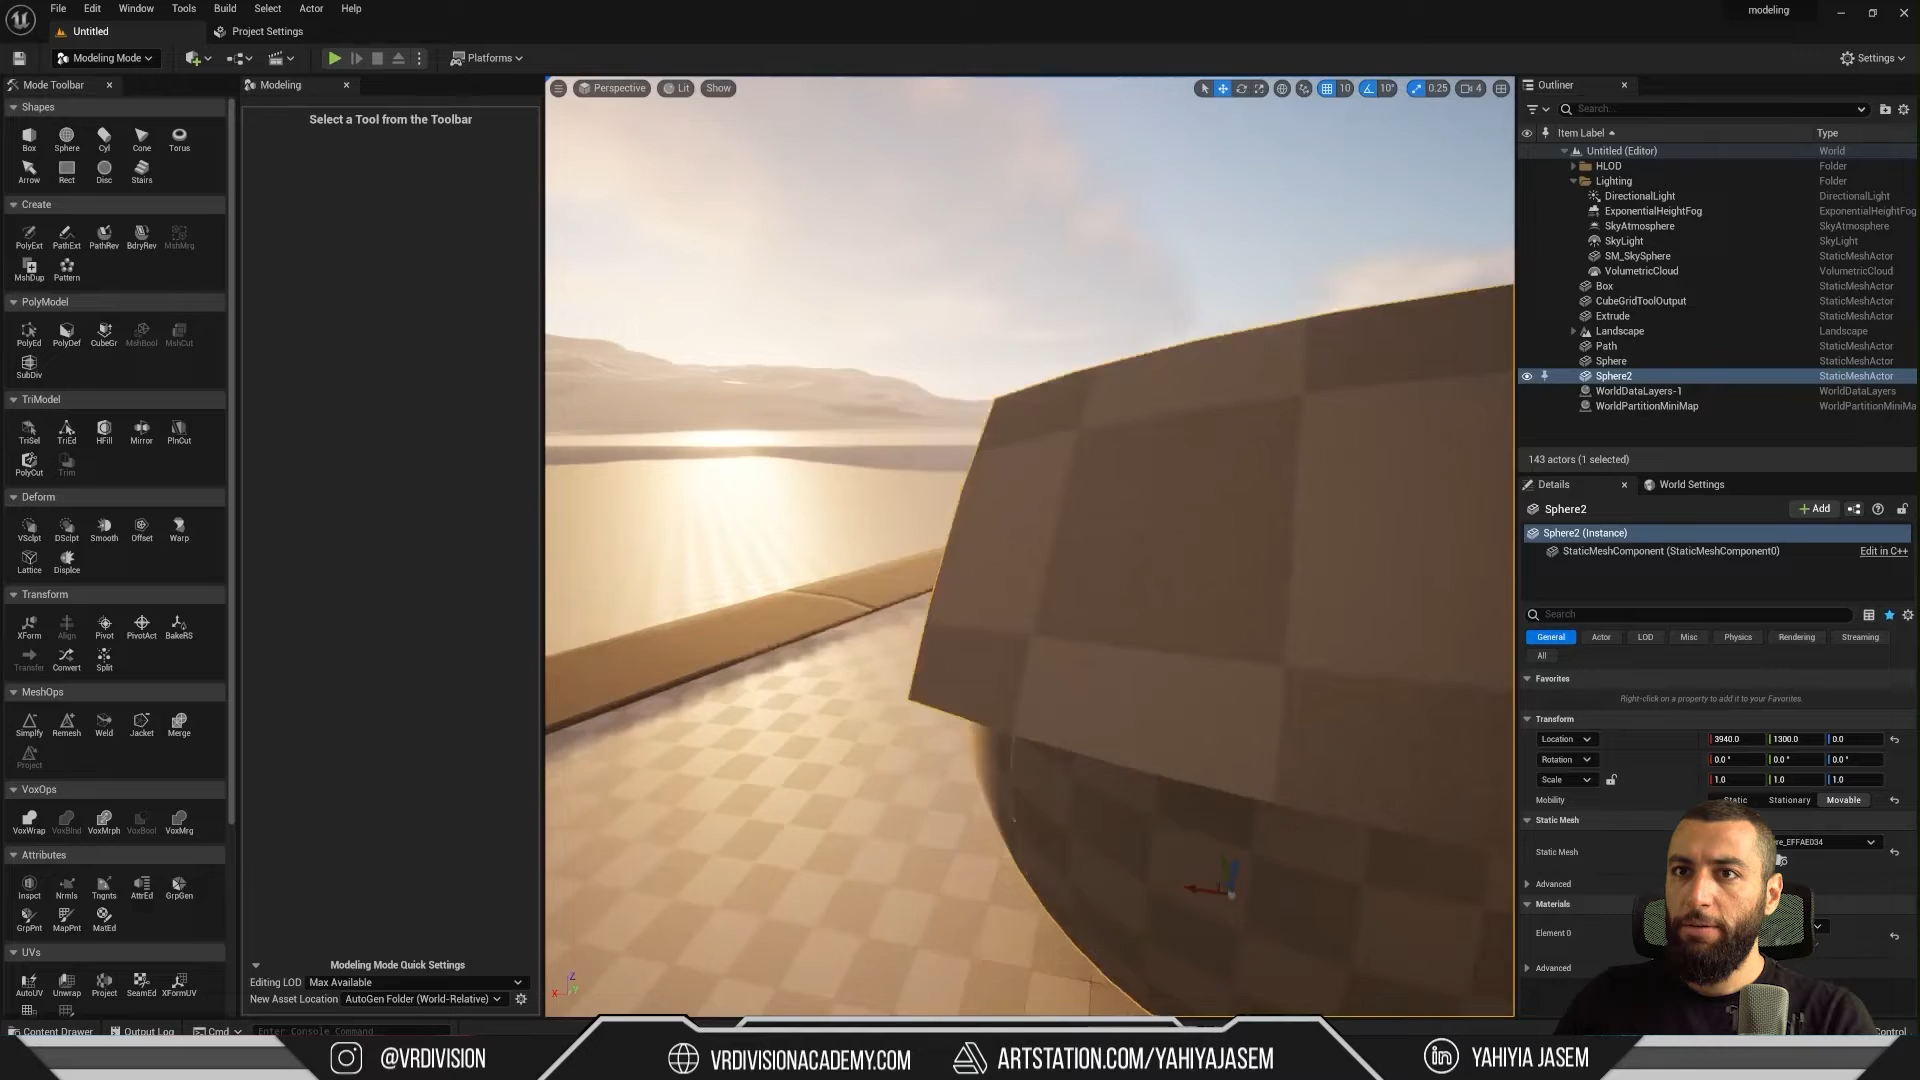 File Edit Window Tools Build Select Actor Help
modeling
Untitled
Project Settings
Modeling Mode
Platforms
Settings
Mode Toolbar
Shapes
Box Sphere Cyl Cone Torus
Arrow Rect Disc Stairs
Create
PolyExt PathExt PathRev BdryRev MshMrg
MshDup Pattern
PolyModel
PolyEd PolyDef CubeGr MshBool MshCut
SubDiv
TriModel
TriSel TriEd HFill Mirror PlnCut
PolyCut Trim
Deform
VSclpt DSclpt Smooth Offset Warp
Lattice Displce
Transform
XForm Align Pivot PivotAct BakeRS
Transfer Convert Split
MeshOps
Simplfy Remesh Weld Jacket Merge
Project
VoxOps
VoxWrap VoxBlnd VoxMrph VoxBool VoxMrg
Attributes
Inspct Nrmls Tngnts AttrEd GrpGen
GrpPnt MapPnt MatEd
UVs
AutoUV Unwrap Project SeamEd XFormUV
Modeling
Select a Tool from the Toolbar
Modeling Mode Quick Settings
Editing LOD Max Available
New Asset Location AutoGen Folder (World-Relative)
Perspective Lit Show
10 10° 0.25 4
X Y Z
Outliner
Search...
Item Label Type
Untitled (Editor) World
HLOD Folder
Lighting Folder
DirectionalLight DirectionalLight
ExponentialHeightFog ExponentialHeightFog
SkyAtmosphere SkyAtmosphere
SkyLight SkyLight
SM_SkySphere StaticMeshActor
VolumetricCloud VolumetricCloud
Box StaticMeshActor
CubeGridToolOutput StaticMeshActor
Extrude StaticMeshActor
Landscape Landscape
Path StaticMeshActor
Sphere StaticMeshActor
Sphere2 StaticMeshActor
WorldDataLayers-1 WorldDataLayers
WorldPartitionMiniMap WorldPartitionMiniMa
143 actors (1 selected)
Details World Settings
Sphere2 Add
Sphere2 (Instance)
StaticMeshComponent (StaticMeshComponent0) Edit in C++
Search
General Actor LOD Misc Physics Rendering Streaming
All
Favorites
Right-click on a property to add it to your Favorites.
Transform
Location 3940.0 1300.0 0.0
Rotation 0.0 ° 0.0 ° 0.0 °
Scale 1.0 1.0 1.0
Mobility Static Stationary Movable
Static Mesh
Static Mesh re_EFFAE034
Advanced
Materials
Element 0
Advanced
Content Drawer Output Log Cmd Enter Console Command
Control
@VRDIVISION VRDIVISIONACADEMY.COM ARTSTATION.COM/YAHIYAJASEM YAHIYIA JASEM